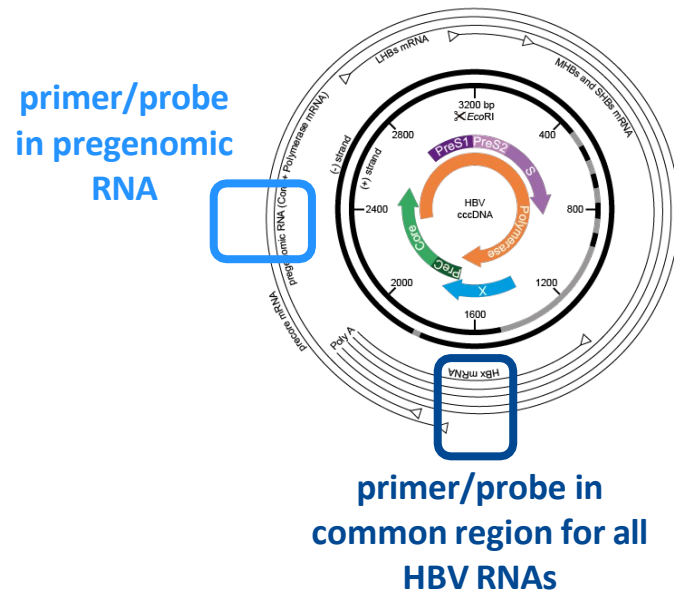 primer/probe
in pregenomic
RNA
LHBs mRNA
MHBs and SHBs mRNA
pregenomic RNA (Core + Polymerase mRNA)
precore mRNA
Poly A
HBx mRNA
(-) strand
(+) strand
3200 bp
EcoRI
400
800
1200
1600
2000
2400
2800
PreS1
PreS2
S
Polymerase
Core
PreC
X
HBV
cccDNA
primer/probe in
common region for all
HBV RNAs